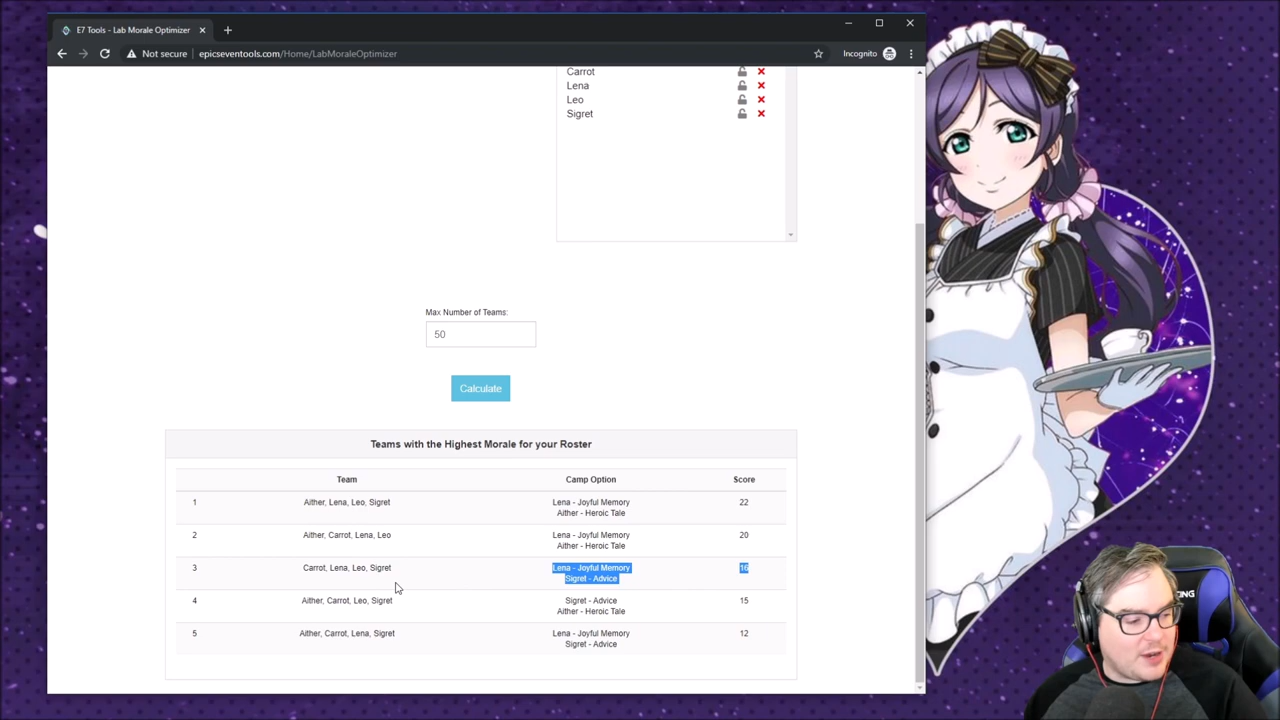 E7 Tools - Lab Morale Optimizer
Not secure
epicseventools.com/Home/LabMoraleOptimizer
Incognito
Carrot
Lena
Leo
Sigret
Max Number of Teams:
50
Calculate
Teams with the Highest Morale for your Roster
Team Camp Option Score
1 Aither, Lena, Leo, Sigret Lena - Joyful Memory 22
Aither - Heroic Tale
2 Aither, Carrot, Lena, Leo Lena - Joyful Memory 20
Aither - Heroic Tale
3 Carrot, Lena, Leo, Sigret Lena - Joyful Memory 16
Sigret - Advice
4 Aither, Carrot, Leo, Sigret Sigret - Advice 15
Aither - Heroic Tale
5 Aither, Carrot, Lena, Sigret Lena - Joyful Memory 12
Sigret - Advice